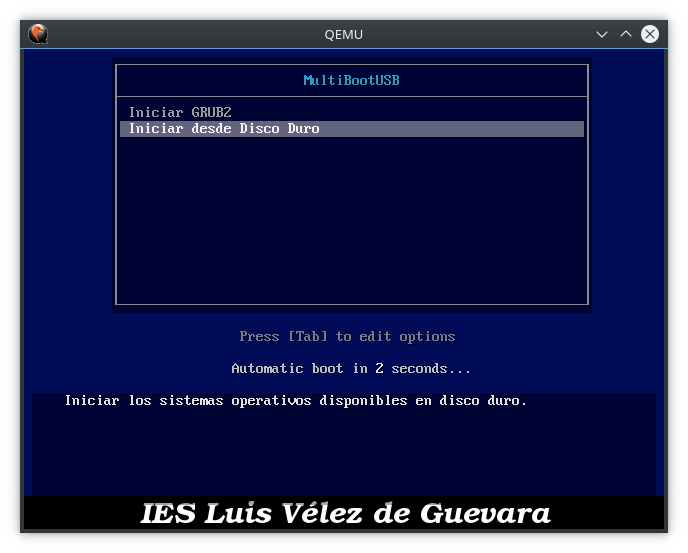 QEMU
MultiBootUSB
Iniciar GRUB2
Iniciar desde Disco Duro
Press [Tab] to edit options
Automatic boot in 2 seconds...
Iniciar los sistemas operativos disponibles en disco duro.
IES Luis Vélez de Guevara